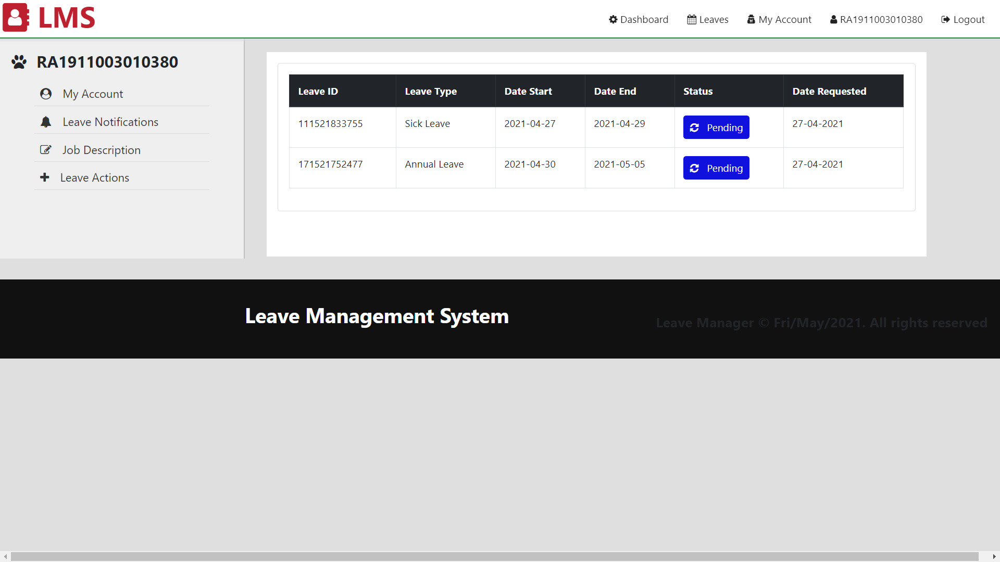 LMS
Dashboard Leaves My Account RA1911003010380 Logout
RA1911003010380
My Account
Leave Notifications
Job Description
Leave Actions
Leave ID Leave Type Date Start Date End Status Date Requested
111521833755 Sick Leave 2021-04-27 2021-04-29 Pending 27-04-2021
171521752477 Annual Leave 2021-04-30 2021-05-05 Pending 27-04-2021
Leave Management System
Leave Manager © Fri/May/2021. All rights reserved